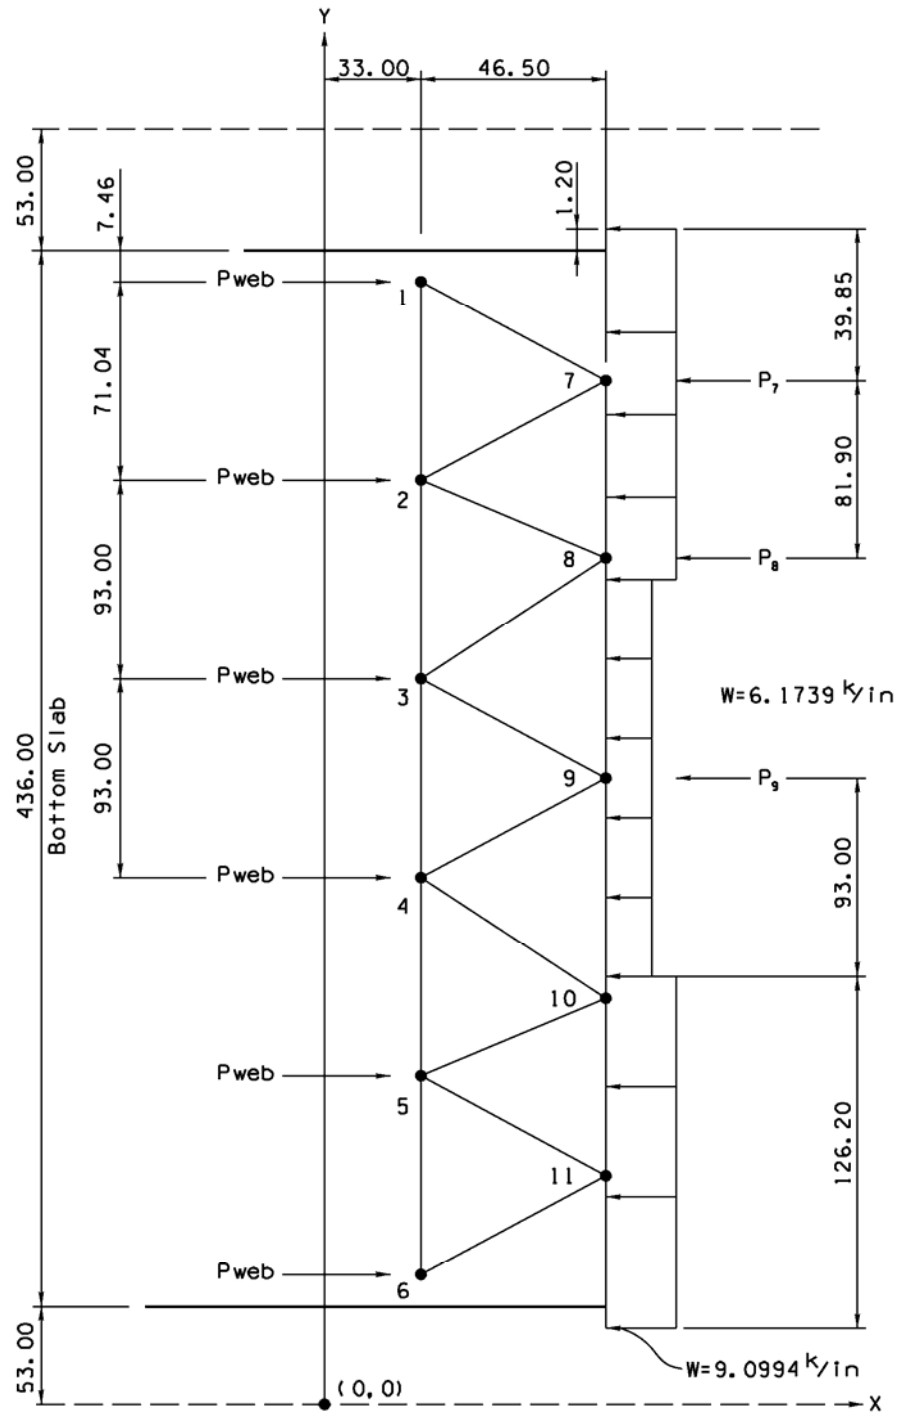 Y
33.00
46.50
53.00
7.46
1.20
Pweb
1
39.85
71.04
7
P₇
Pweb
2
81.90
8
P₈
93.00
Pweb
3
W=6.1739 k/in
436.00
Bottom Slab
93.00
9
P₉
Pweb
4
93.00
10
Pweb
5
11
126.20
Pweb
6
53.00
W=9.0994 k/in
(0,0)
X